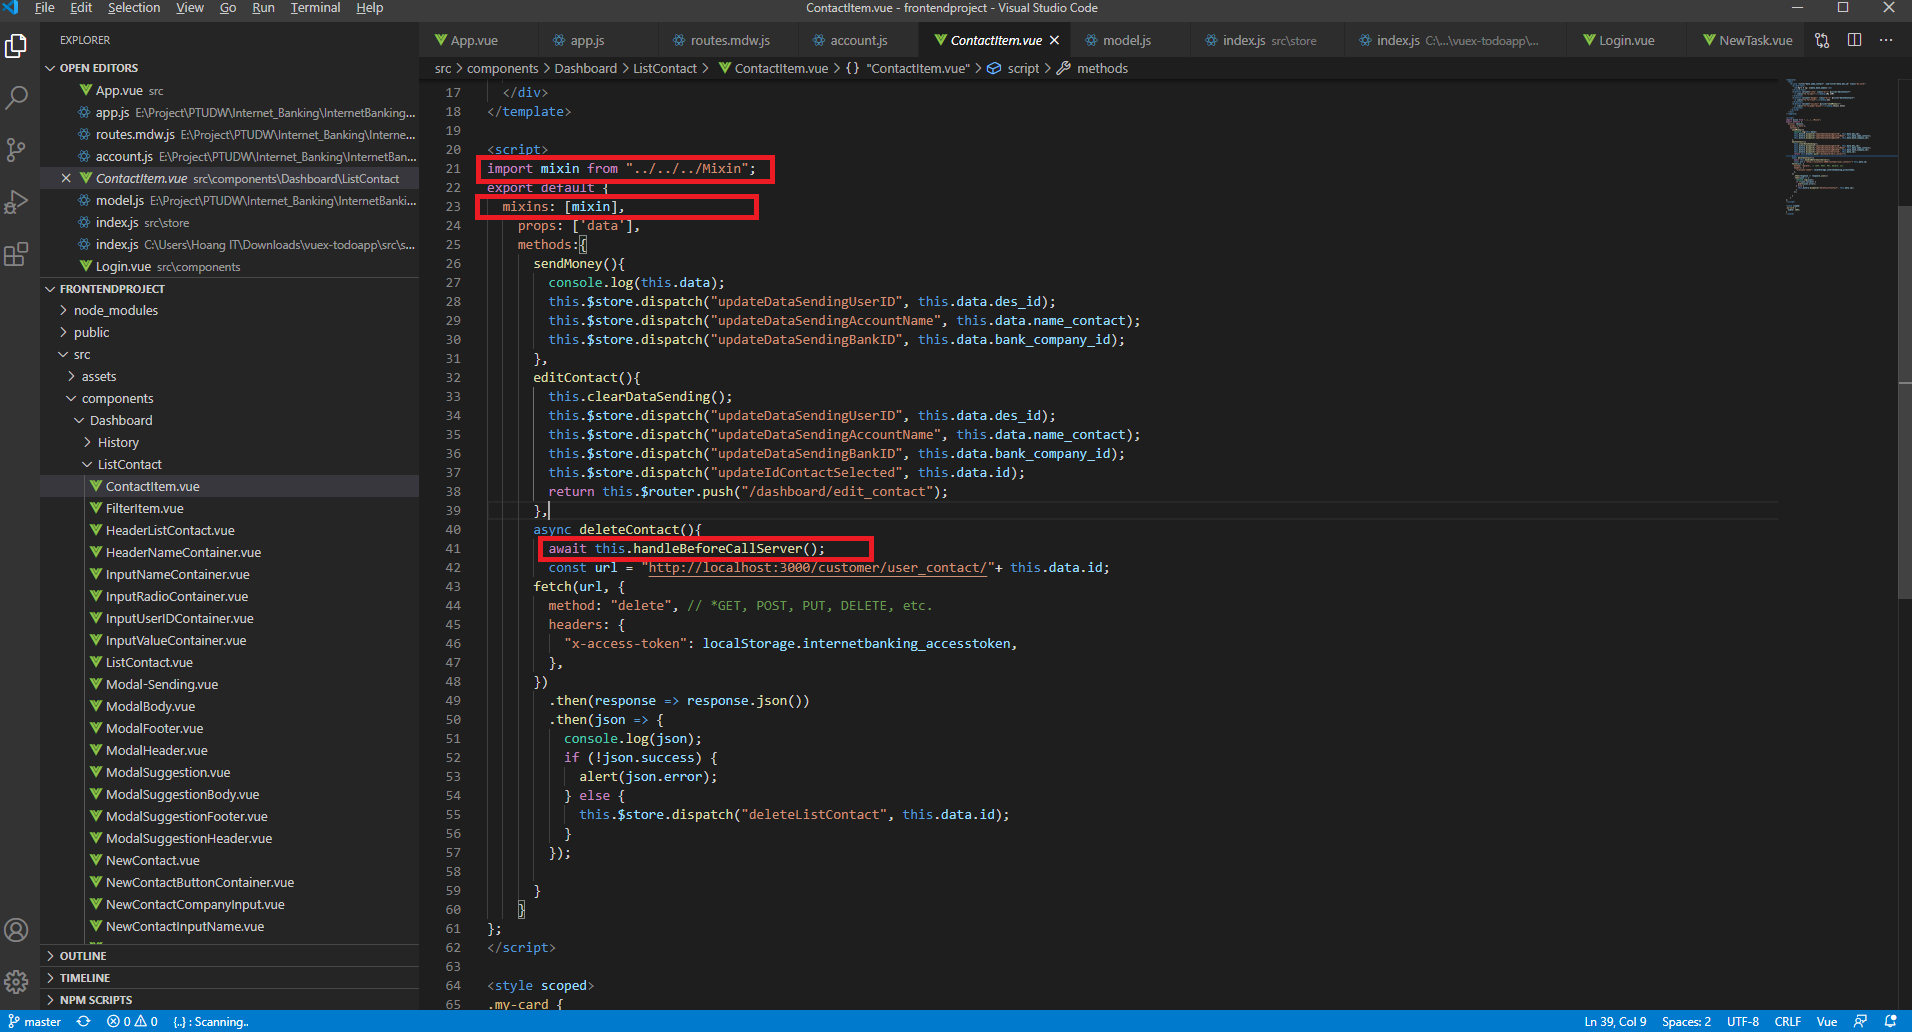 File Edit Selection View Go Run Terminal Help
ContactItem.vue - frontendproject - Visual Studio Code
EXPLORER
OPEN EDITORS
App.vue src
app.js E:\Project\PTUDW\Internet_Banking\InternetBanking...
routes.mdw.js E:\Project\PTUDW\Internet_Banking\Interne...
account.js E:\Project\PTUDW\Internet_Banking\InternetBan...
ContactItem.vue src\components\Dashboard\ListContact
model.js E:\Project\PTUDW\Internet_Banking\InternetBanki...
index.js src\store
index.js C:\Users\Hoang IT\Downloads\vuex-todoapp\src\s...
Login.vue src\components
FRONTENDPROJECT
node_modules
public
src
assets
components
Dashboard
History
ListContact
ContactItem.vue
FilterItem.vue
HeaderListContact.vue
HeaderNameContainer.vue
InputNameContainer.vue
InputRadioContainer.vue
InputUserIDContainer.vue
InputValueContainer.vue
ListContact.vue
Modal-Sending.vue
ModalBody.vue
ModalFooter.vue
ModalHeader.vue
ModalSuggestion.vue
ModalSuggestionBody.vue
ModalSuggestionFooter.vue
ModalSuggestionHeader.vue
NewContact.vue
NewContactButtonContainer.vue
NewContactCompanyInput.vue
NewContactInputName.vue
OUTLINE
TIMELINE
NPM SCRIPTS
App.vue app.js routes.mdw.js account.js ContactItem.vue model.js index.js src\store index.js C:\...\vuex-todoapp\... Login.vue NewTask.vue
src > components > Dashboard > ListContact > ContactItem.vue > {} "ContactItem.vue" > script > methods
17 </div>
18 </template>
19
20 <script>
21 import mixin from "../../../Mixin";
22 export default {
23 mixins: [mixin],
24 props: ['data'],
25 methods:{
26 sendMoney(){
27 console.log(this.data);
28 this.$store.dispatch("updateDataSendingUserID", this.data.des_id);
29 this.$store.dispatch("updateDataSendingAccountName", this.data.name_contact);
30 this.$store.dispatch("updateDataSendingBankID", this.data.bank_company_id);
31 },
32 editContact(){
33 this.clearDataSending();
34 this.$store.dispatch("updateDataSendingUserID", this.data.des_id);
35 this.$store.dispatch("updateDataSendingAccountName", this.data.name_contact);
36 this.$store.dispatch("updateDataSendingBankID", this.data.bank_company_id);
37 this.$store.dispatch("updateIdContactSelected", this.data.id);
38 return this.$router.push("/dashboard/edit_contact");
39 },
40 async deleteContact(){
41 await this.handleBeforeCallServer();
42 const url = "http://localhost:3000/customer/user_contact/"+ this.data.id;
43 fetch(url, {
44 method: "delete", // *GET, POST, PUT, DELETE, etc.
45 headers: {
46 "x-access-token": localStorage.internetbanking_accesstoken,
47 },
48 })
49 .then(response => response.json())
50 .then(json => {
51 console.log(json);
52 if (!json.success) {
53 alert(json.error);
54 } else {
55 this.$store.dispatch("deleteListContact", this.data.id);
56 }
57 });
58
59 }
60 }
61 };
62 </script>
63
64 <style scoped>
65 .my-card {
master 0 0 {..} : Scanning.. Ln 39, Col 9 Spaces: 2 UTF-8 CRLF Vue